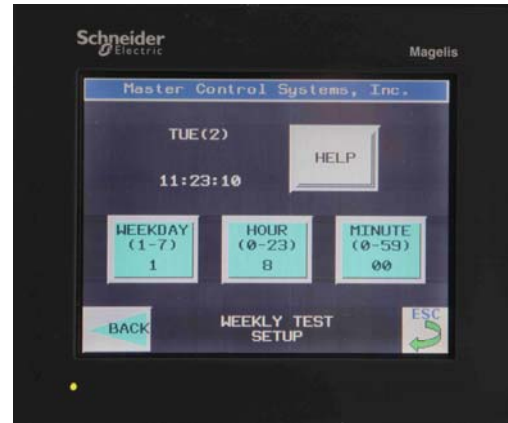 Schneider
Electric
Magelis
Master Control Systems, Inc.
TUE(2)
HELP
11:23:10
WEEKDAY
(1-7)
1
HOUR
(0-23)
8
MINUTE
(0-59)
00
BACK
WEEKLY TEST
SETUP
ESC